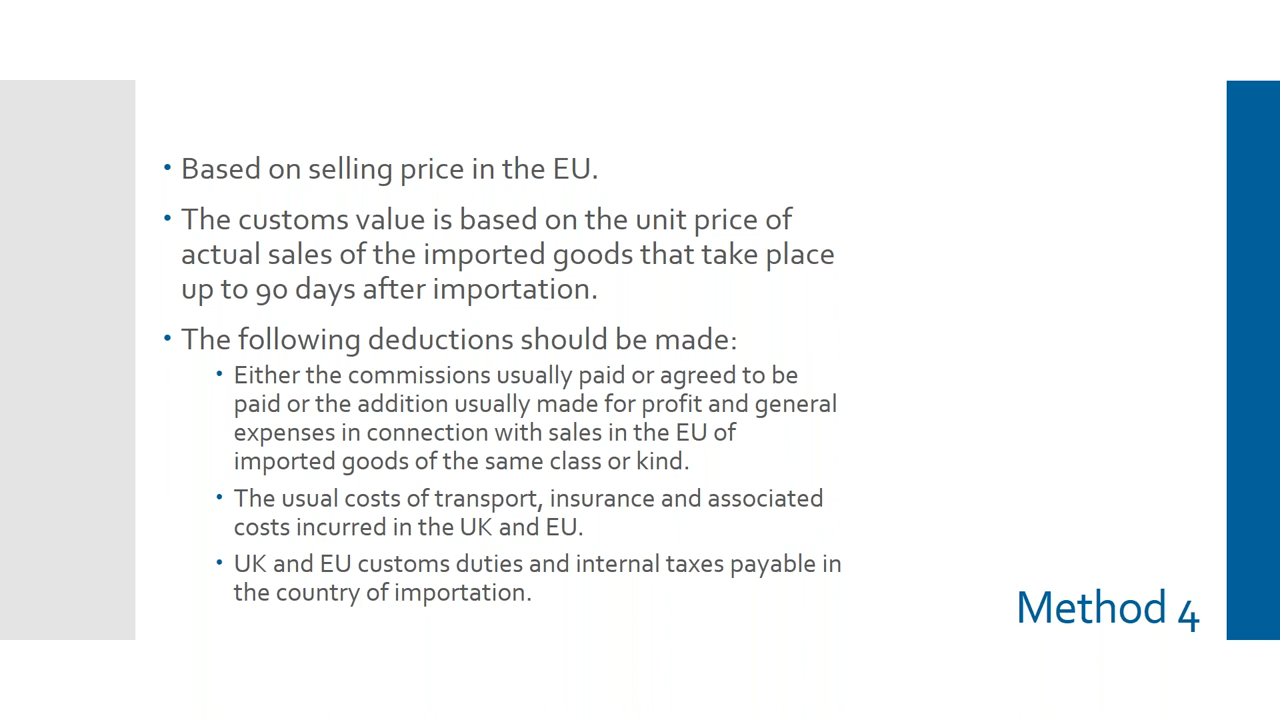 • Based on selling price in the EU.
• The customs value is based on the unit price of
actual sales of the imported goods that take place
up to 90 days after importation.
• The following deductions should be made:
• Either the commissions usually paid or agreed to be
paid or the addition usually made for profit and general
expenses in connection with sales in the EU of
imported goods of the same class or kind.
• The usual costs of transport, insurance and associated
costs incurred in the UK and EU.
• UK and EU customs duties and internal taxes payable in
the country of importation.
Method 4